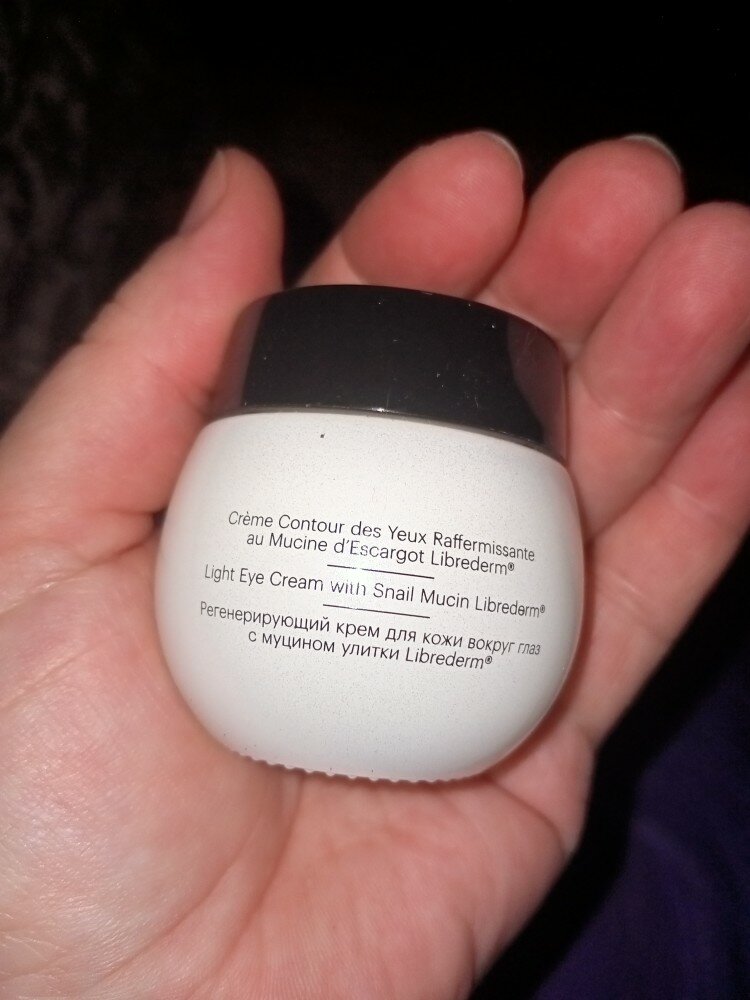 Crème Contour des Yeux Raffermissante
au Mucine d'Escargot Librederm®
Light Eye Cream with Snail Mucin Librederm®
Регенерирующий крем для кожи вокруг глаз
с муцином улитки Librederm®